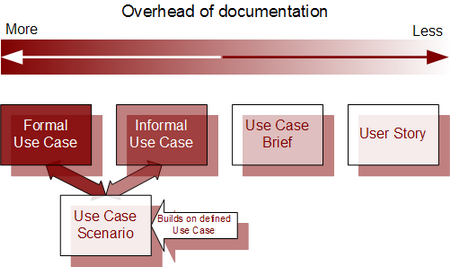 Overhead of documentation
More
Less
Formal
Use Case
Informal
Use Case
Use Case
Brief
User Story
Use Case
Scenario
Builds on defined
Use Case